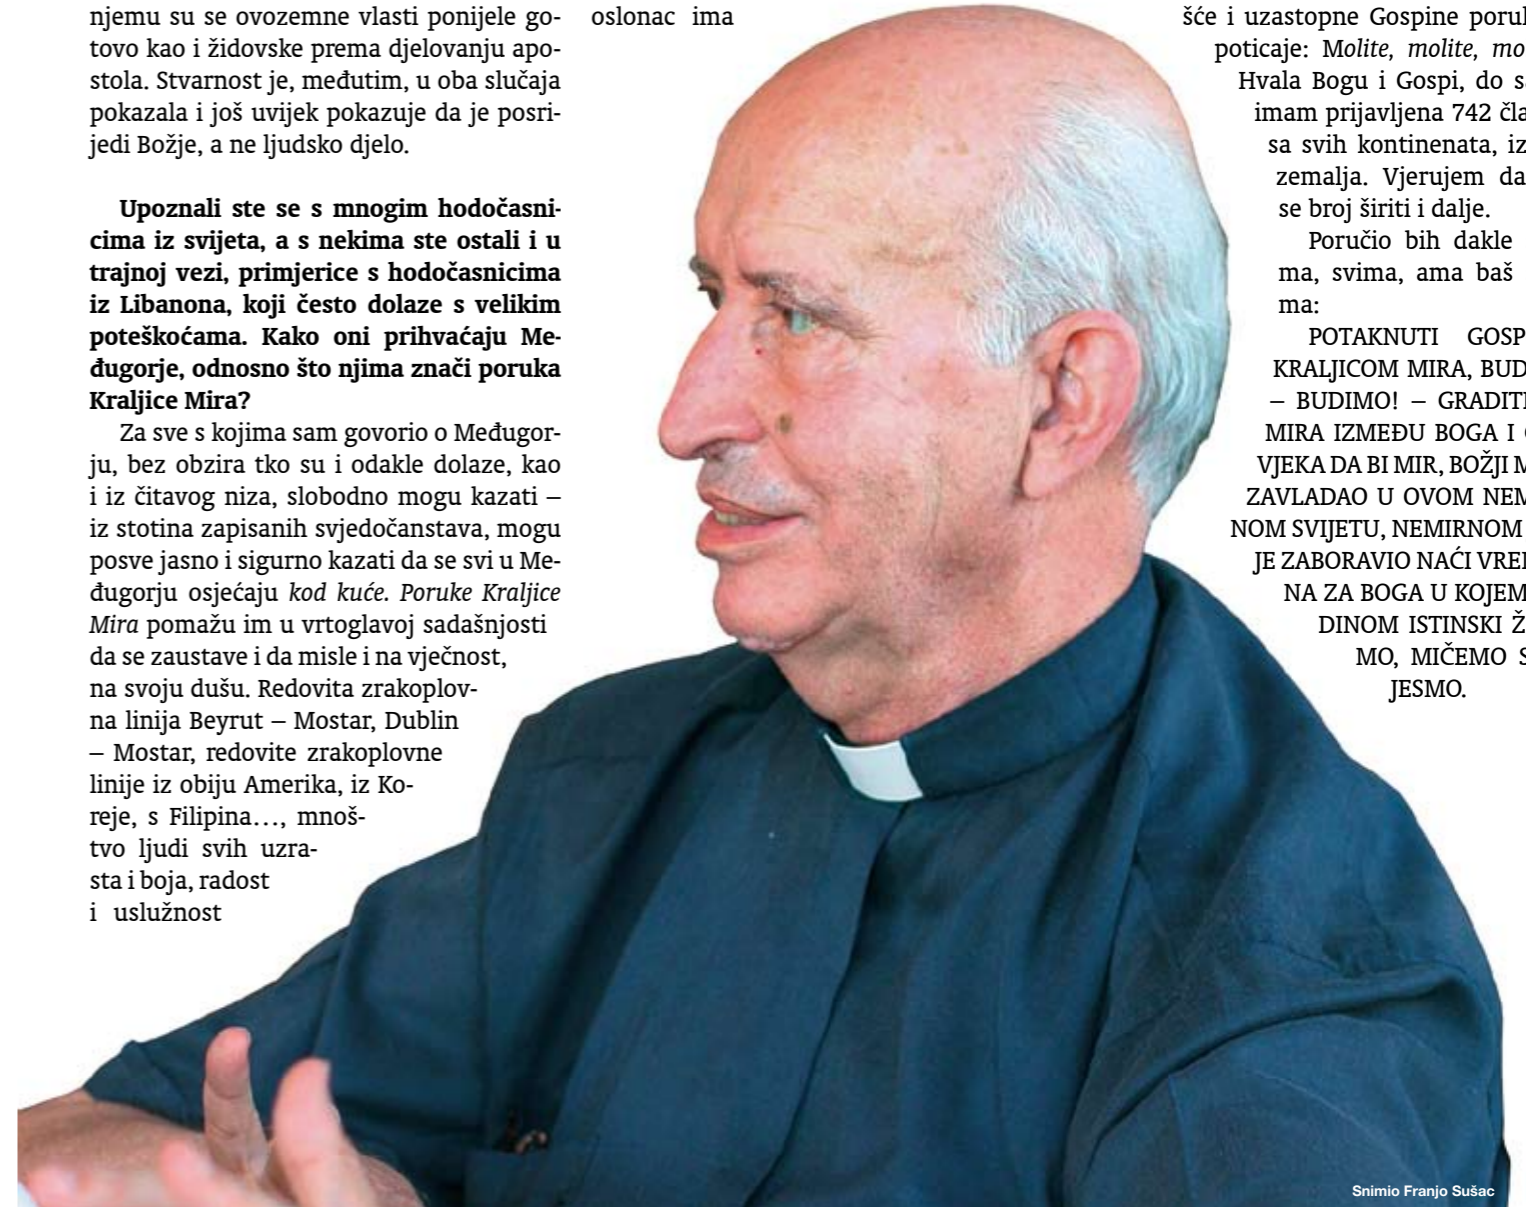 njemu su se ovozemne vlasti ponijele go-
tovo kao i židovske prema djelovanju apo-
stola. Stvarnost je, međutim, u oba slučaja
pokazala i još uvijek pokazuje da je posri-
jedi Božje, a ne ljudsko djelo.
Upoznali ste se s mnogim hodočasni-
cima iz svijeta, a s nekima ste ostali i u
trajnoj vezi, primjerice s hodočasnicima
iz Libanona, koji često dolaze s velikim
poteškoćama. Kako oni prihvaćaju Me-
đugorje, odnosno što njima znači poruka
Kraljice Mira?
Za sve s kojima sam govorio o Međugor-
ju, bez obzira tko su i odakle dolaze, kao
i iz čitavog niza, slobodno mogu kazati –
iz stotina zapisanih svjedočanstava, mogu
posve jasno i sigurno kazati da se svi u Me-
đugorju osjećaju kod kuće. Poruke Kraljice
Mira pomažu im u vrtoglavoj sadašnjosti
da se zaustave i da misle i na vječnost,
na svoju dušu. Redovita zrakoplov-
na linija Beyrut – Mostar, Dublin
– Mostar, redovite zrakoplovne
linije iz obiju Amerika, iz Ko-
reje, s Filipina..., mnoš-
tvo ljudi svih uzra-
sta i boja, radost
i uslužnost
oslonac ima
šće i uzastopne Gospine
poticaje: Molite, molite, mo
Hvala Bogu i Gospi, do
imam prijavljena 742
sa svih kontinenata, iz
zemalja. Vjerujem da
se broj širiti i dalje.
Poručio bih dakle
ma, svima, ama baš
ma:
POTAKNUTI GOSP
KRALJICOM MIRA, BUD
– BUDIMO! – GRADIT
MIRA IZMEĐU BOGA I
VJEKA DA BI MIR, BOŽJI
ZAVLADAO U OVOM NEM
NOM SVIJETU, NEMIRNOM
JE ZABORAVIO NAĆI VRE
NA ZA BOGA U KOJEM
DINOM ISTINSKI Ž
MO, MIČEMO S
JESMO.
Snimio Franjo Sušac